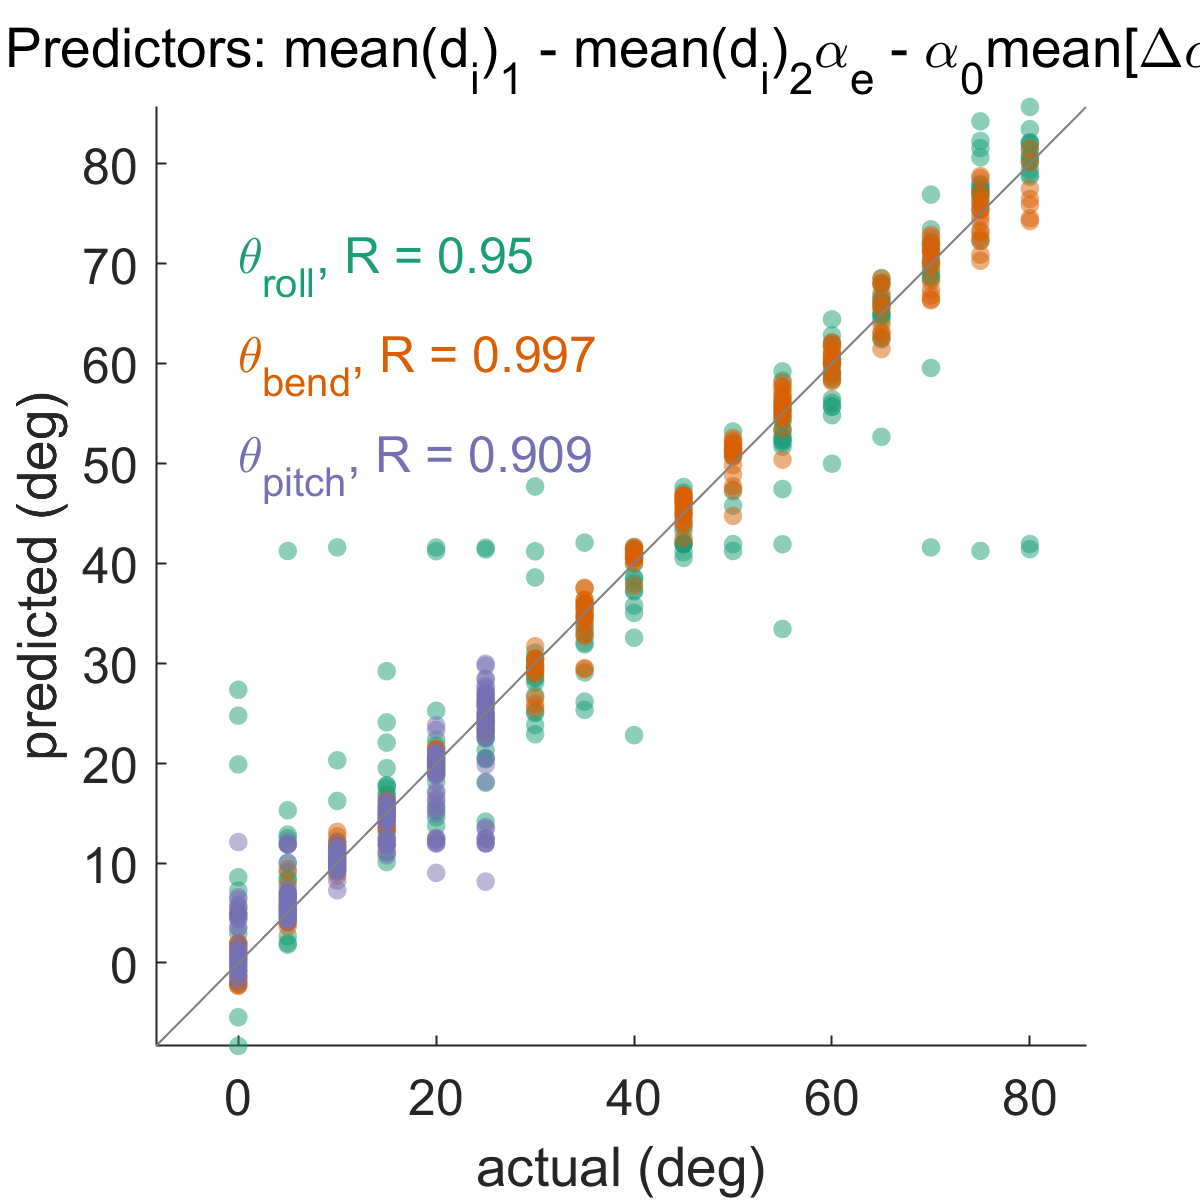 Predictors: mean(d_i)_1 - mean(d_i)_2α_e - α_0mean[Δ
80
70
60
50
40
30
20
10
0
θ_roll, R = 0.95
θ_bend, R = 0.997
θ_pitch, R = 0.909
predicted (deg)
0 20 40 60 80
actual (deg)